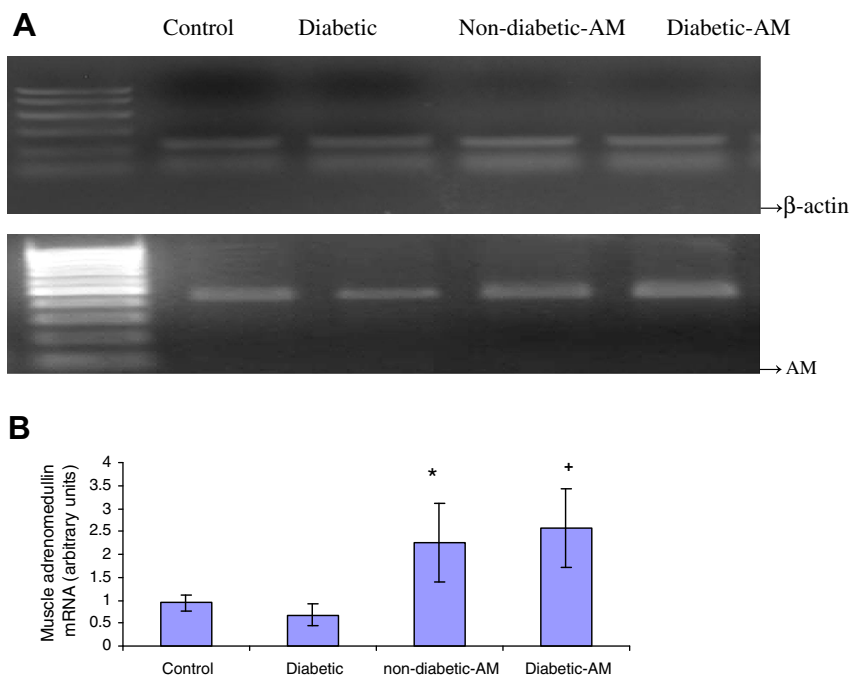 A
Control Diabetic Non-diabetic-AM Diabetic-AM
→β-actin
→AM
B
Muscle adrenomedullin
mRNA (arbitrary units)
4
3.5
3
2.5
2
1.5
1
0.5
0
*
+
Control Diabetic non-diabetic-AM Diabetic-AM